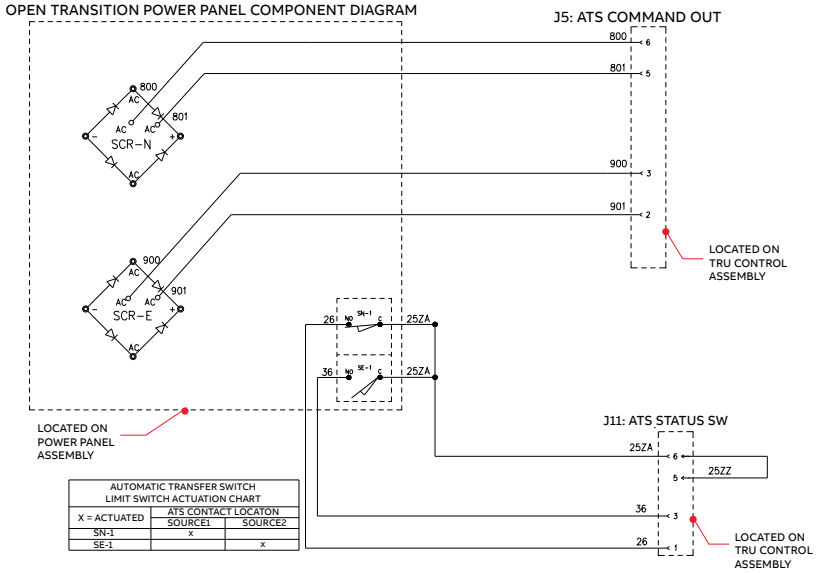 OPEN TRANSITION POWER PANEL COMPONENT DIAGRAM
J5: ATS COMMAND OUT
800
6
801
5
800
AC
801
AC
AC
-
+
SCR-N
AC
900
3
901
2
LOCATED ON
TRU CONTROL
ASSEMBLY
900
AC
901
AC
AC
-
+
SCR-E
AC
26
NO
SN-1
C
25ZA
36
NO
SE-1
C
25ZA
LOCATED ON
POWER PANEL
ASSEMBLY
J11: ATS STATUS SW
25ZA
6
5
25ZZ
36
3
26
1
LOCATED ON
TRU CONTROL
ASSEMBLY
AUTOMATIC TRANSFER SWITCH
LIMIT SWITCH ACTUATION CHART
X = ACTUATED
ATS CONTACT LOCATON
SOURCE1
SOURCE2
SN-1
x
SE-1
x